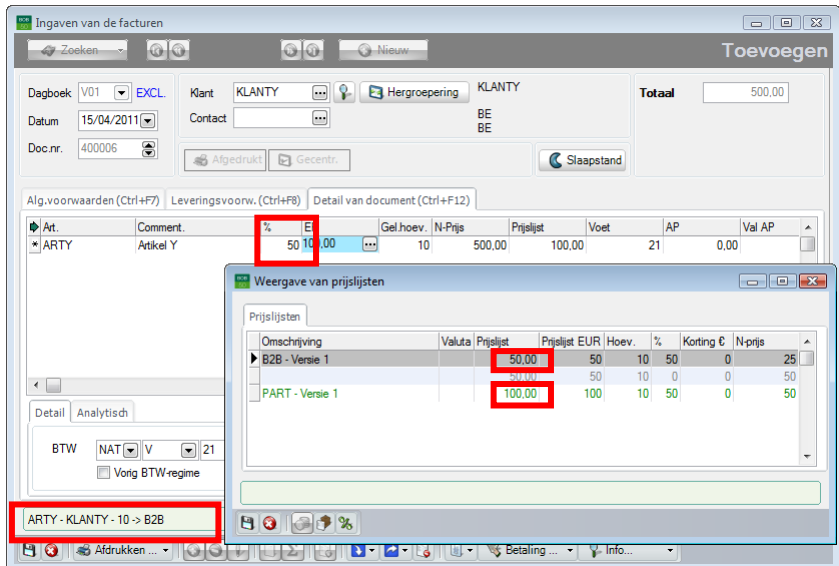 Ingaven van de facturen
Zoeken Nieuw Toevoegen
Dagboek V01 EXCL. Klant KLANTY Hergroepering KLANTY Totaal 500,00
Datum 15/04/2011 Contact BE
BE
Doc.nr. 400006 Afgedrukt Gecentr. Slaapstand
Alg.voorwaarden (Ctrl+F7) Leveringsvoorw. (Ctrl+F8) Detail van document (Ctrl+F12)
Art. Comment. % Gel.hoev. N-Prijs Prijslijst Voet AP Val AP
* ARTY Artikel Y 50 100,00 10 500,00 100,00 21 0,00
Weergave van prijslijsten
Prijslijsten
Omschrijving Valuta Prijslijst Prijslijst EUR Hoev. % Korting € N-prijs
B2B - Versie 1 50,00 50 10 50 0 25
50,00 50 10 0 0 50
PART - Versie 1 100,00 100 10 50 0 50
Detail Analytisch
BTW NAT V 21
Vorig BTW-regime
ARTY - KLANTY - 10 -> B2B
Afdrukken ... Betaling ... Info...